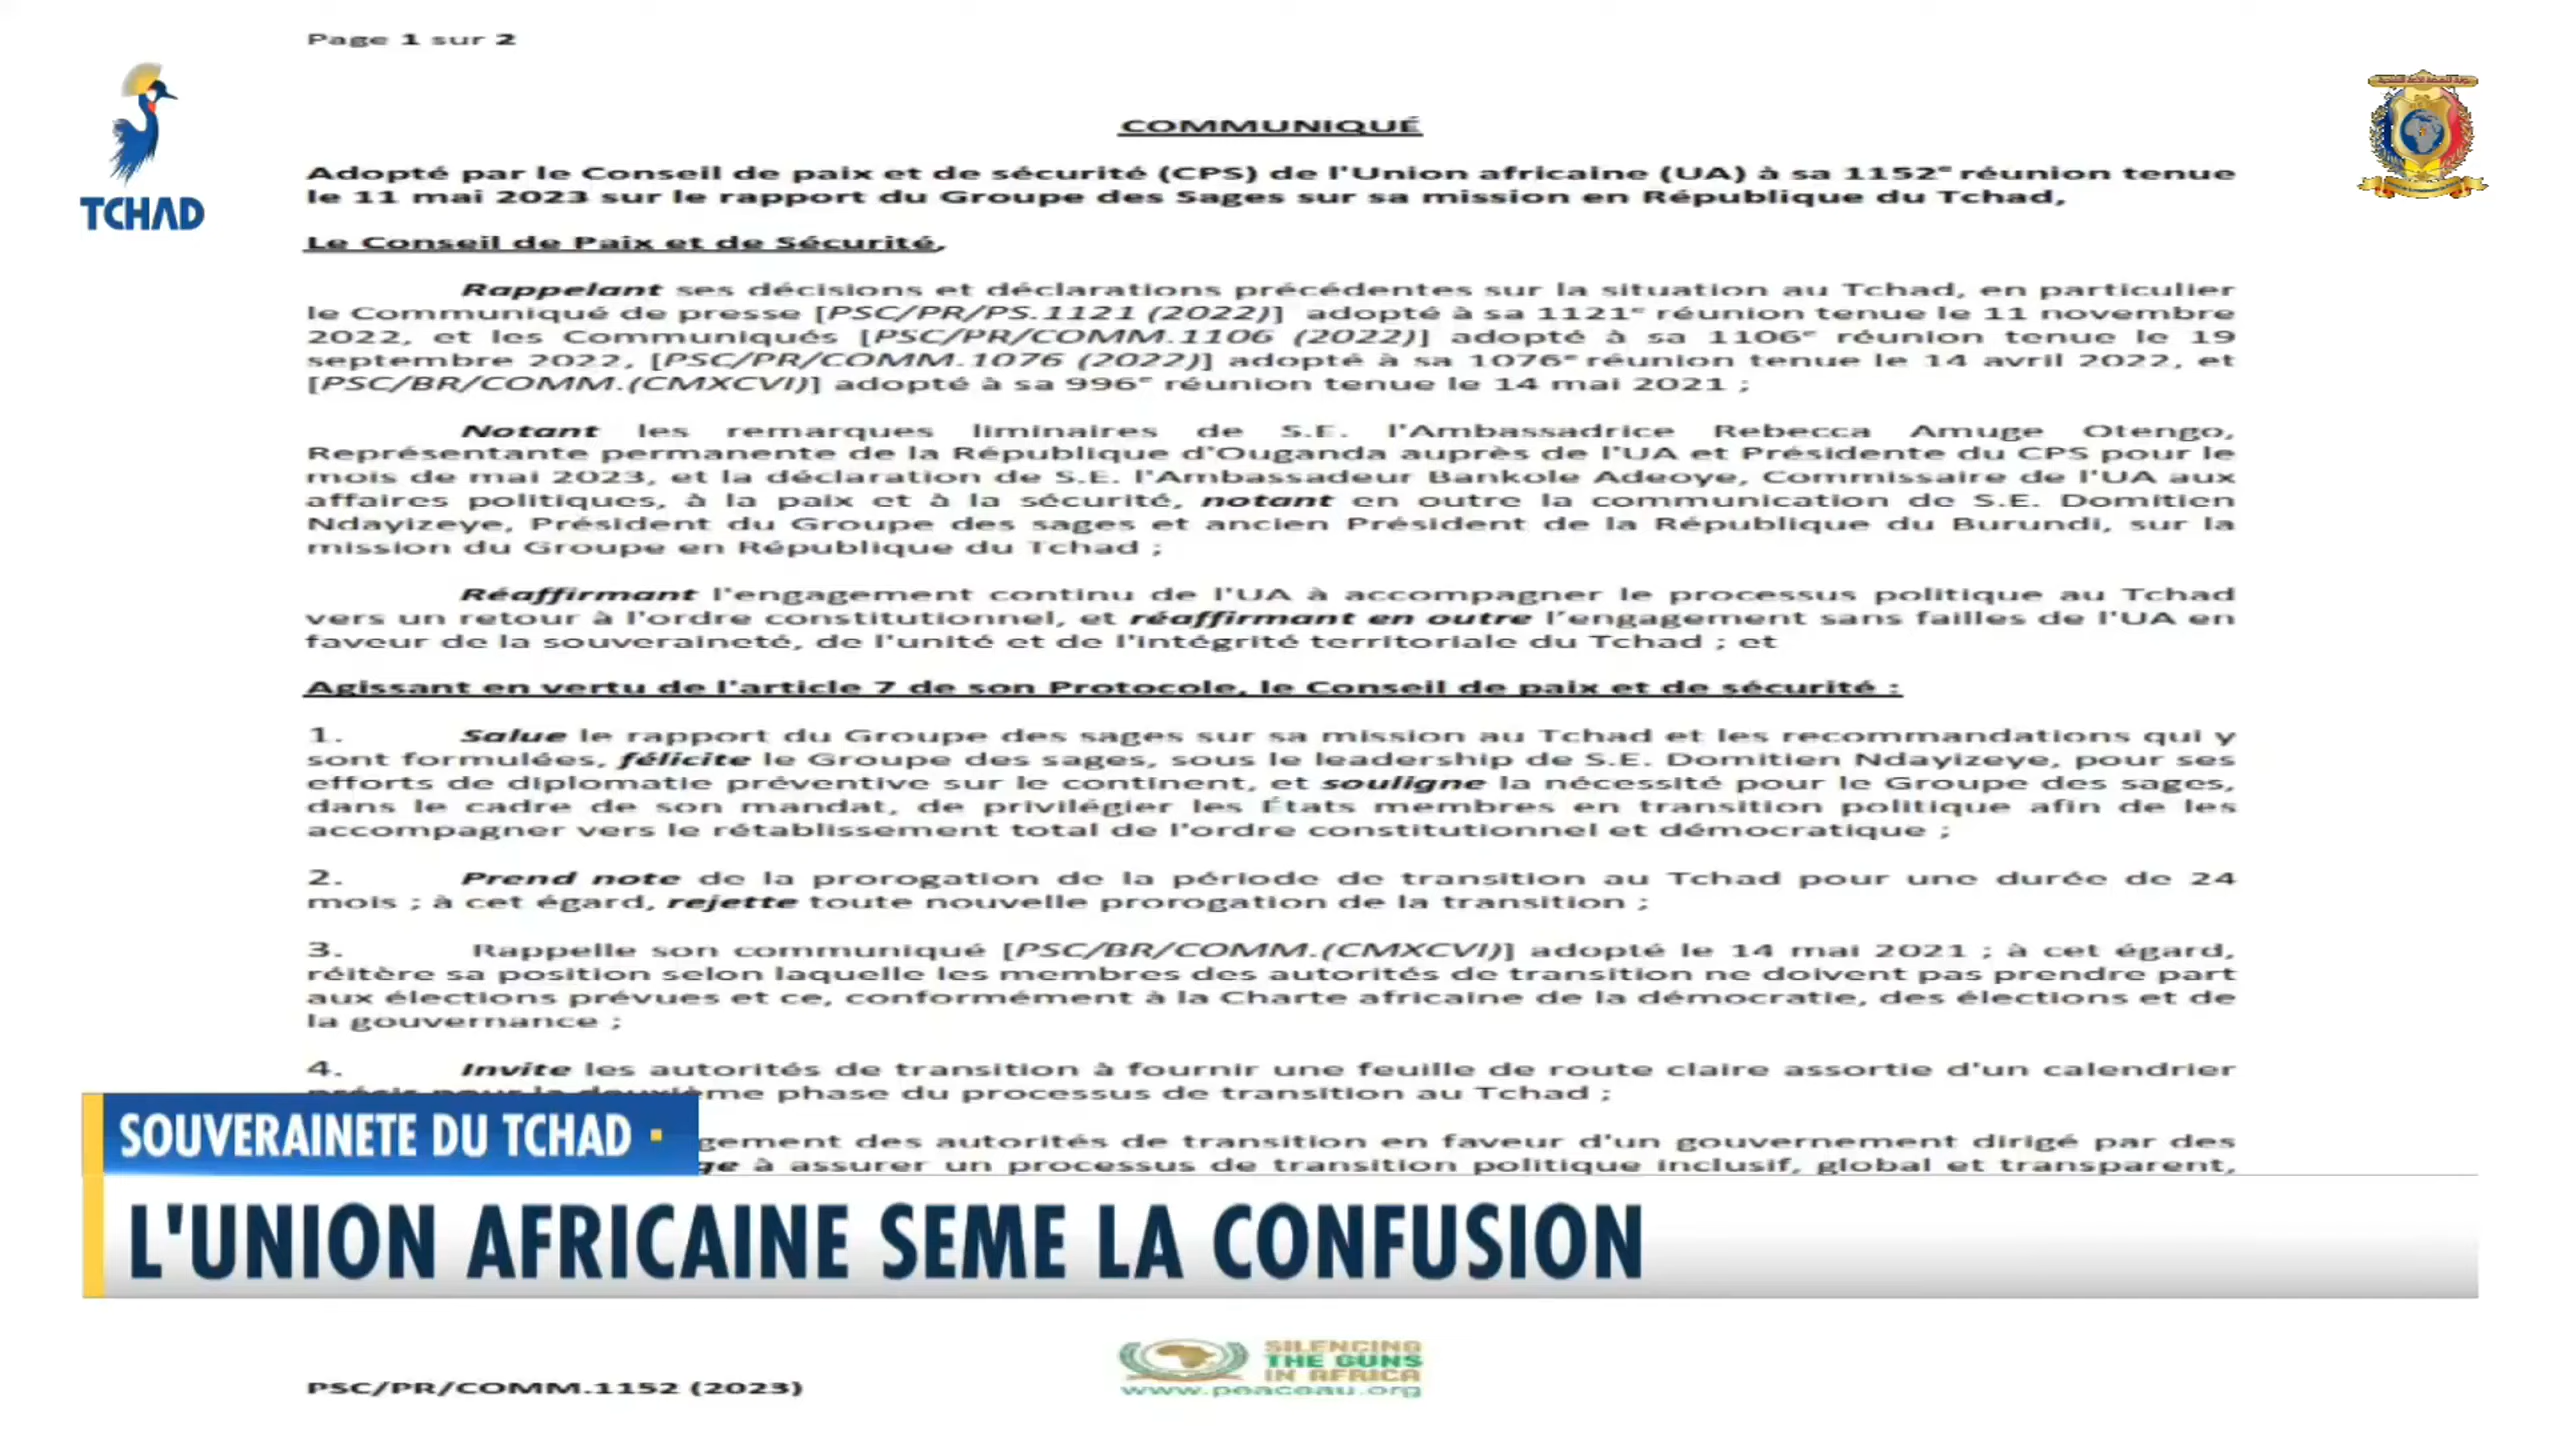 Page 1 sur 2
TCHAD
COMMUNIQUÉ
Adopté par le Conseil de paix et de sécurité (CPS) de l'Union africaine (UA) à sa 1152e réunion tenue
le 11 mai 2023 sur le rapport du Groupe des Sages sur sa mission en République du Tchad,
Le Conseil de Paix et de Sécurité,
Rappelant ses décisions et déclarations précédentes sur la situation au Tchad, en particulier
le Communiqué de presse [PSC/PR/PS.1121 (2022)] adopté à sa 1121e réunion tenue le 11 novembre
2022, et les Communiqués [PSC/PR/COMM.1106 (2022)] adopté à sa 1106e réunion tenue le 19
septembre 2022, [PSC/PR/COMM.1076 (2022)] adopté à sa 1076e réunion tenue le 14 avril 2022, et
[PSC/BR/COMM.(CMXCVI)] adopté à sa 996e réunion tenue le 14 mai 2021 ;
Notant les remarques liminaires de S.E. l'Ambassadrice Rebecca Amuge Otengo,
Représentante permanente de la République d'Ouganda auprès de l'UA et Présidente du CPS pour le
mois de mai 2023, et la déclaration de S.E. l'Ambassadeur Bankole Adeoye, Commissaire de l'UA aux
affaires politiques, à la paix et à la sécurité, notant en outre la communication de S.E. Domitien
Ndayizeye, Président du Groupe des sages et ancien Président de la République du Burundi, sur la
mission du Groupe en République du Tchad ;
Réaffirmant l'engagement continu de l'UA à accompagner le processus politique au Tchad
vers un retour à l'ordre constitutionnel, et réaffirmant en outre l'engagement sans failles de l'UA en
faveur de la souveraineté, de l'unité et de l'intégrité territoriale du Tchad ; et
Agissant en vertu de l'article 7 de son Protocole, le Conseil de paix et de sécurité :
1. Salue le rapport du Groupe des sages sur sa mission au Tchad et les recommandations qui y
sont formulées, félicite le Groupe des sages, sous le leadership de S.E. Domitien Ndayizeye, pour ses
efforts de diplomatie préventive sur le continent, et souligne la nécessité pour le Groupe des sages,
dans le cadre de son mandat, de privilégier les États membres en transition politique afin de les
accompagner vers le rétablissement total de l'ordre constitutionnel et démocratique ;
2. Prend note de la prorogation de la période de transition au Tchad pour une durée de 24
mois ; à cet égard, rejette toute nouvelle prorogation de la transition ;
3. Rappelle son communiqué [PSC/BR/COMM.(CMXCVI)] adopté le 14 mai 2021 ; à cet égard,
réitère sa position selon laquelle les membres des autorités de transition ne doivent pas prendre part
aux élections prévues et ce, conformément à la Charte africaine de la démocratie, des élections et de
la gouvernance ;
4. Invite les autorités de transition à fournir une feuille de route claire assortie d'un calendrier
phase du processus de transition au Tchad ;
des autorités de transition en faveur d'un gouvernement dirigé par des
à assurer un processus de transition politique inclusif, global et transparent,
SOUVERAINETE DU TCHAD
L'UNION AFRICAINE SEME LA CONFUSION
SILENCING
THE GUNS
IN AFRICA
www.peaceau.org
PSC/PR/COMM.1152 (2023)